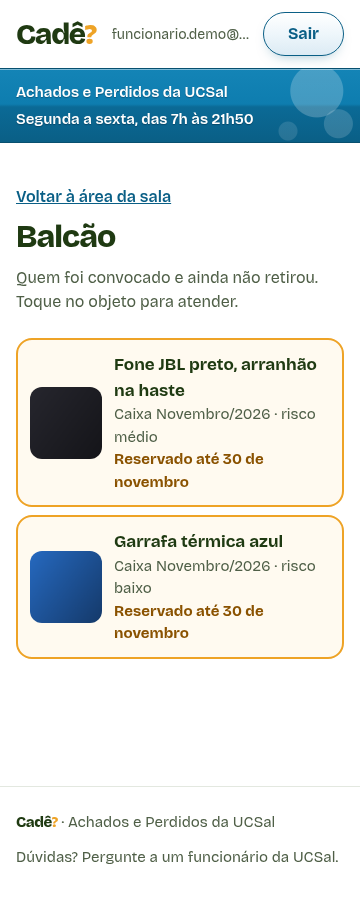 Cadê?
funcionario.demo@...
Sair
Achados e Perdidos da UCSal
Segunda a sexta, das 7h às 21h50
Voltar à área da sala
Balcão
Quem foi convocado e ainda não retirou.
Toque no objeto para atender.
Fone JBL preto, arranhão
na haste
Caixa Novembro/2026 · risco
médio
Reservado até 30 de
novembro
Garrafa térmica azul
Caixa Novembro/2026 · risco
baixo
Reservado até 30 de
novembro
Cadê? · Achados e Perdidos da UCSal
Dúvidas? Pergunte a um funcionário da UCSal.